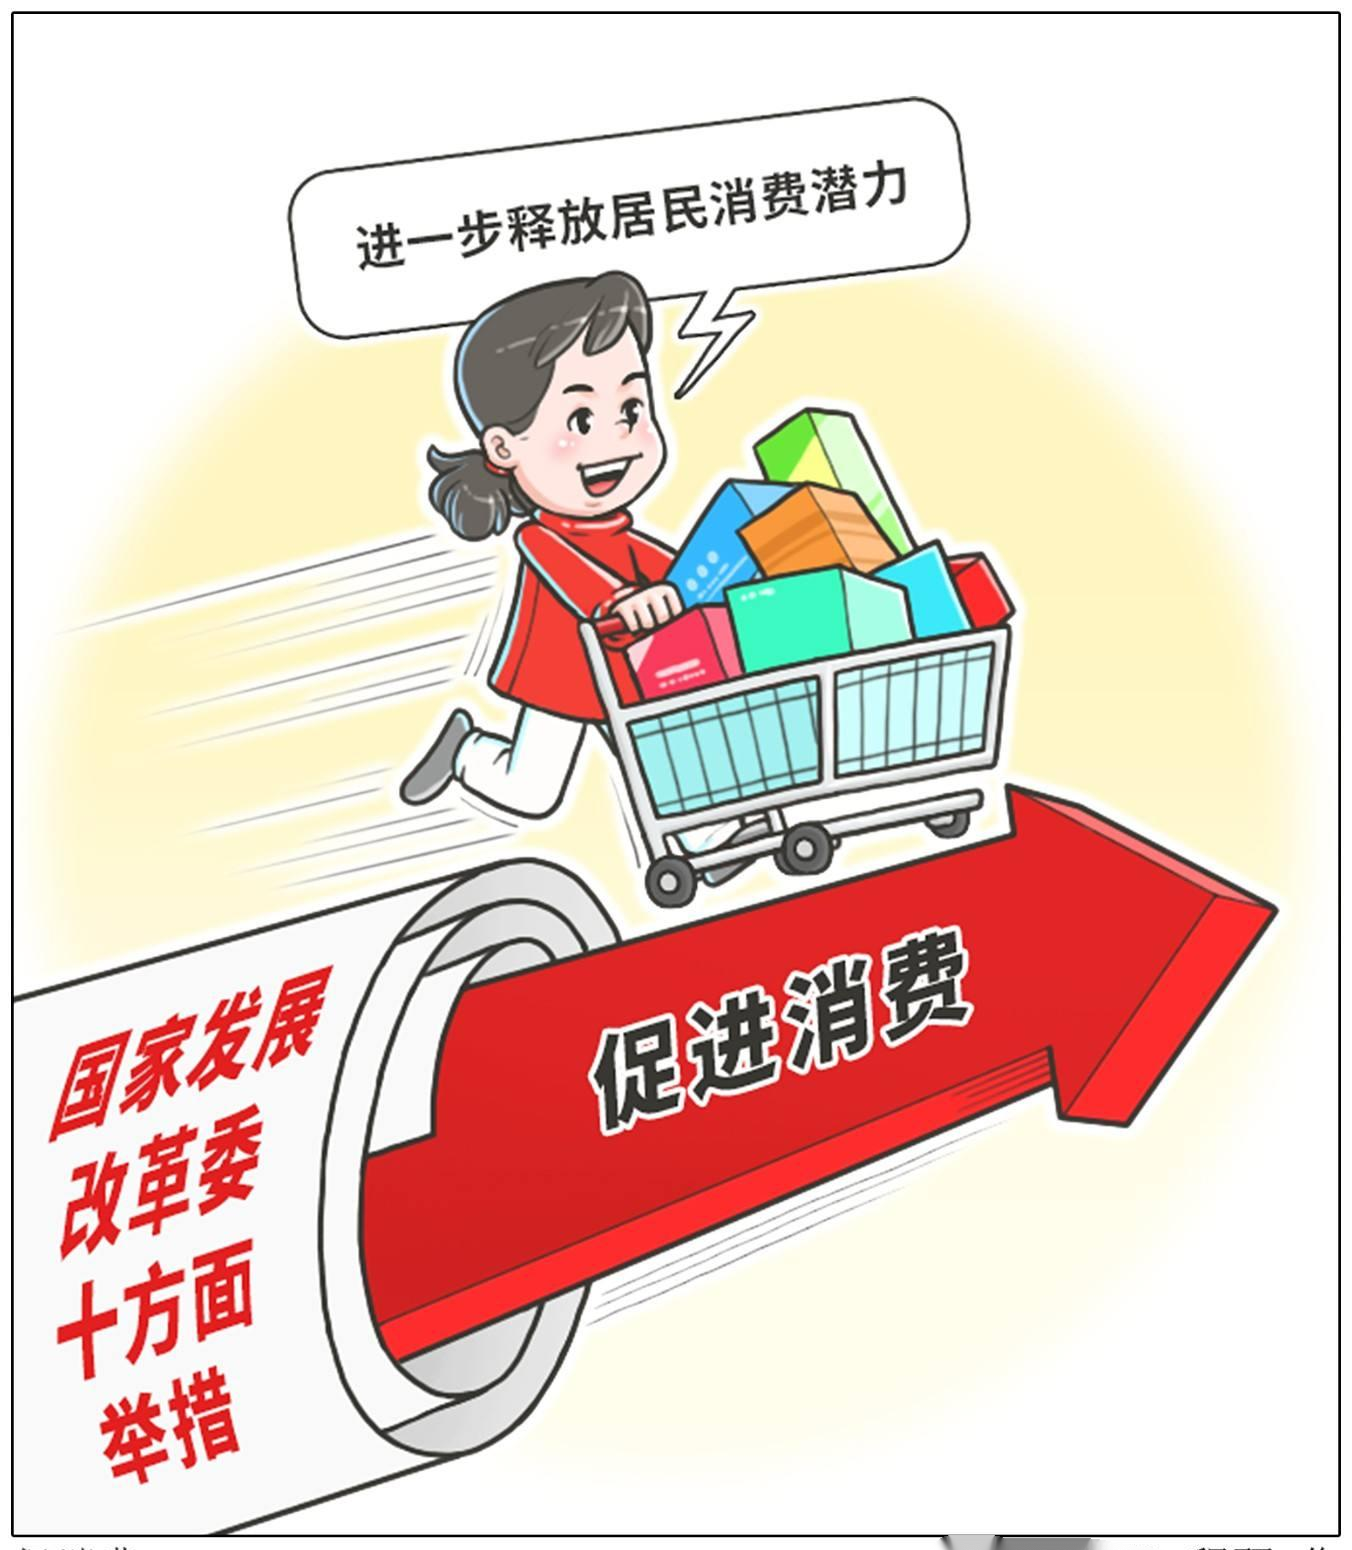 进一步释放居民消费潜力
促进消费
国家发展
改革委
十方面
举措